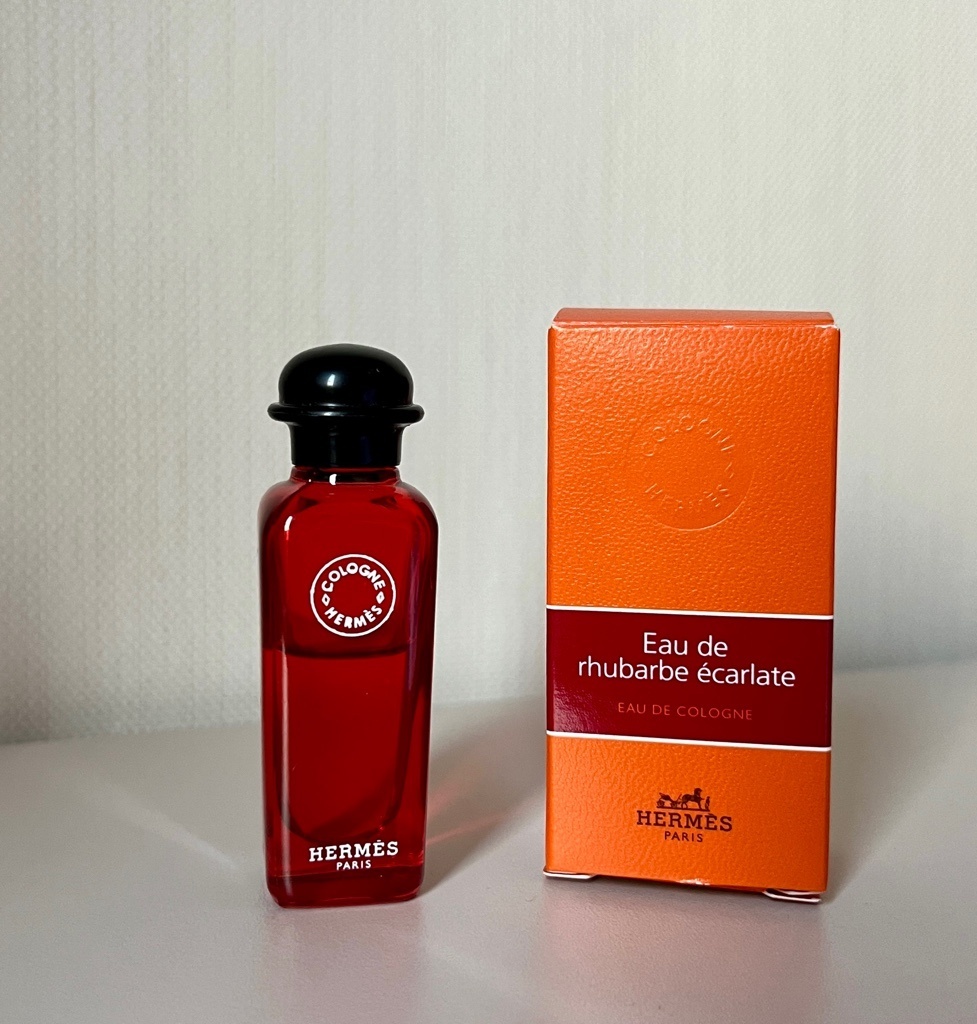 COLOGNE
HERMÈS
HERMÈS
PARIS
COLOGNE
HERMÈS
Eau de
rhubarbe écarlate
EAU DE COLOGNE
HERMÈS
PARIS